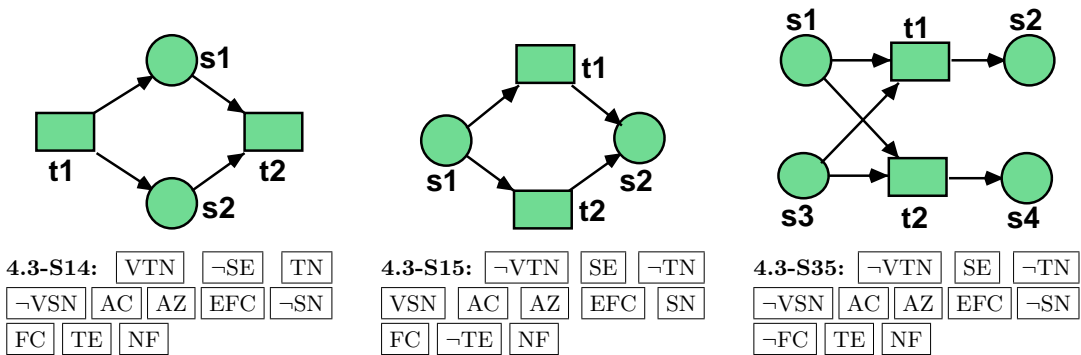 s1
t1
t2
s2
4.3-S14: VTN ¬SE TN
¬VSN AC AZ EFC ¬SN
FC TE NF
t1
s1
s2
t2
4.3-S15: ¬VTN SE ¬TN
VSN AC AZ EFC SN
FC ¬TE NF
s1 t1 s2
s3 t2 s4
4.3-S35: ¬VTN SE ¬TN
¬VSN AC AZ EFC ¬SN
¬FC TE NF